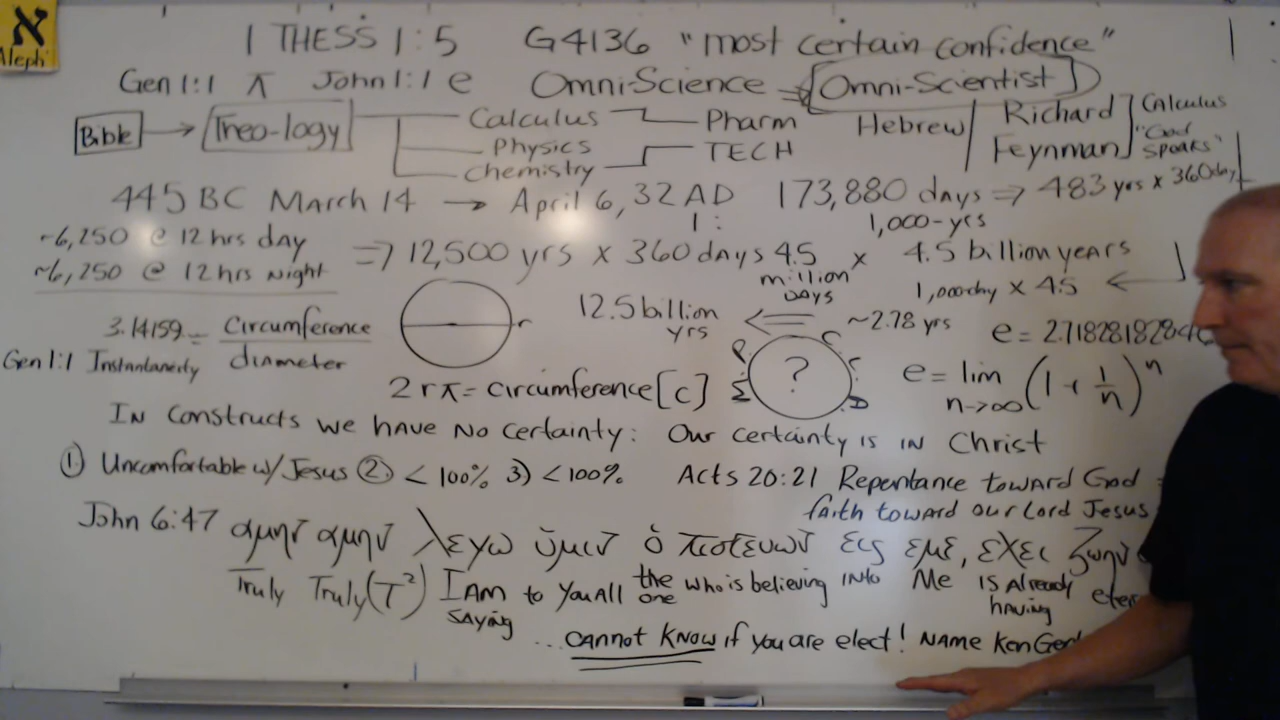 א
Aleph
1 THESS 1:5 G4136 "most certain confidence"
Gen 1:1 π John 1:1 e OmniScience ⇒ [Omni-Scientist]
Bible → Theo-logy
Calculus
Physics
Chemistry
Pharm
TECH
Hebrew
Richard
Feynman
Calculus
"God
Speaks"
445 BC March 14 → April 6, 32 AD 173,880 days ⇒ 483 yrs x 360 day
1: 1,000-yrs
~6,250 @ 12 hrs day
~6,250 @ 12 hrs Night
⇒ 12,500 yrs x 360 days 4.5 x 4.5 billion years
million
Days
1,000 day x 4.5 ←
12.5 billion
yrs
⇐ ~2.78 yrs
3.14159 = Circumference
diameter
r
e = 2.718281828
Gen 1:1 Instantaneity
2rπ = circumference [c]
?
e = lim n→∞ (1 + 1/n)^n
In constructs we have no certainty: Our certainty is in Christ
① Uncomfortable w/ Jesus ② < 100% 3) < 100%
Acts 20:21 Repentance toward God
faith toward our Lord Jesus
John 6:47 αμην αμην λεγω ὑμιν ὁ πιστευων εις εμε, εχει ζωην
Truly Truly (T²) I AM to You All the one who is believing INto Me Is Already
saying
having
... cannot know if you are elect! Name Ken